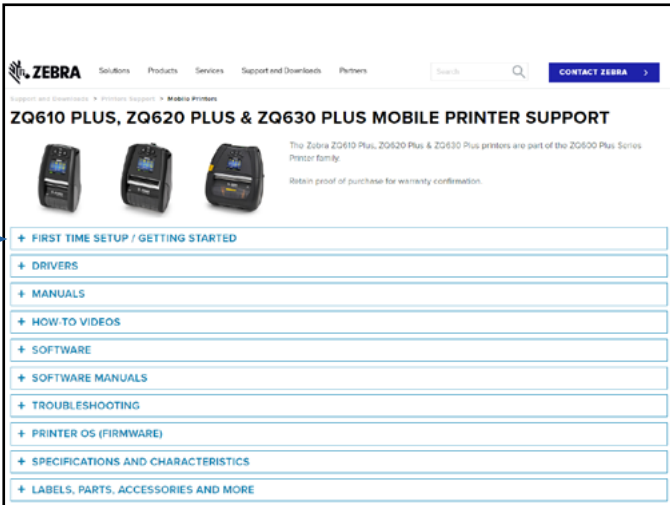 ZEBRA
Solutions Products Services Support and Downloads Partners
Search
CONTACT ZEBRA >
Support and Downloads > Printers Support > Mobile Printers
ZQ610 PLUS, ZQ620 PLUS & ZQ630 PLUS MOBILE PRINTER SUPPORT
The Zebra ZQ610 Plus, ZQ620 Plus & ZQ630 Plus printers are part of the ZQ600 Plus Series
Printer family.
Retain proof of purchase for warranty confirmation.
+ FIRST TIME SETUP / GETTING STARTED
+ DRIVERS
+ MANUALS
+ HOW-TO VIDEOS
+ SOFTWARE
+ SOFTWARE MANUALS
+ TROUBLESHOOTING
+ PRINTER OS (FIRMWARE)
+ SPECIFICATIONS AND CHARACTERISTICS
+ LABELS, PARTS, ACCESSORIES AND MORE